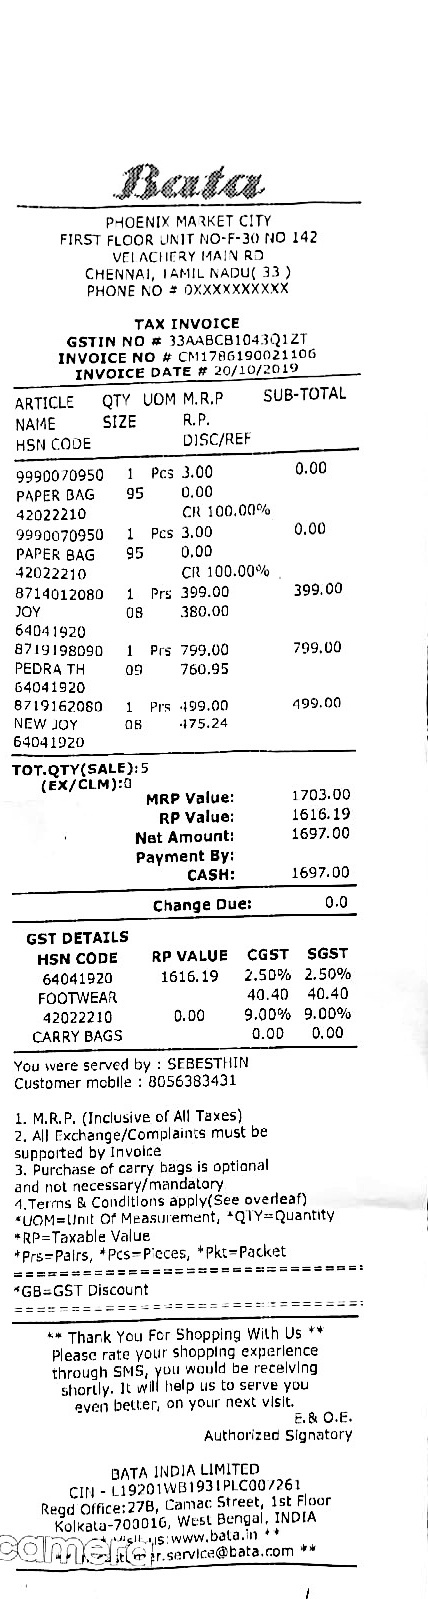 Bata
PHOENIX MARKET CITY
FIRST FLOOR UNIT NO-F-30 NO 142
VELACHERY MAIN RD
CHENNAI, TAMIL NADU( 33 )
PHONE NO # 0XXXXXXXXXX
TAX INVOICE
GSTIN NO # 33AABCB1043Q1ZT
INVOICE NO # CM1786190021106
INVOICE DATE # 20/10/2019
ARTICLE QTY UOM M.R.P SUB-TOTAL
NAME SIZE R.P.
HSN CODE DISC/REF
9990070950 1 Pcs 3.00 0.00
PAPER BAG 95 0.00
42022210 CR 100.00%
9990070950 1 Pcs 3.00 0.00
PAPER BAG 95 0.00
42022210 CR 100.00%
8714012080 1 Prs 399.00 399.00
JOY 08 380.00
64041920
8719198090 1 Prs 799.00 799.00
PEDRA TH 09 760.95
64041920
8719162080 1 Prs 499.00 499.00
NEW JOY 08 475.24
64041920
TOT.QTY(SALE):5
(EX/CLM):0
MRP Value: 1703.00
RP Value: 1616.19
Net Amount: 1697.00
Payment By:
CASH: 1697.00
Change Due: 0.0
GST DETAILS
HSN CODE RP VALUE CGST SGST
64041920 1616.19 2.50% 2.50%
FOOTWEAR 40.40 40.40
42022210 0.00 9.00% 9.00%
CARRY BAGS 0.00 0.00
You were served by : SEBESTHIN
Customer mobile : 8056383431
1. M.R.P. (Inclusive of All Taxes)
2. All Exchange/Complaints must be
supported by Invoice
3. Purchase of carry bags is optional
and not necessary/mandatory
4.Terms & Conditions apply(See overleaf)
*UOM=Unit Of Measurement, *QTY=Quantity
*RP=Taxable Value
*Prs=Pairs, *Pcs=Pieces, *Pkt=Packet
====================================
*GB=GST Discount
====================================
** Thank You For Shopping With Us **
Please rate your shopping experience
through SMS, you would be receiving
shortly. It will help us to serve you
even better, on your next visit.
E.& O.E.
Authorized Signatory
BATA INDIA LIMITED
CIN - L19201WB1931PLC007261
Regd Office:27B, Camac Street, 1st Floor
Kolkata-700016, West Bengal, INDIA
us:www.bata.in **
.service@bata.com **
camera